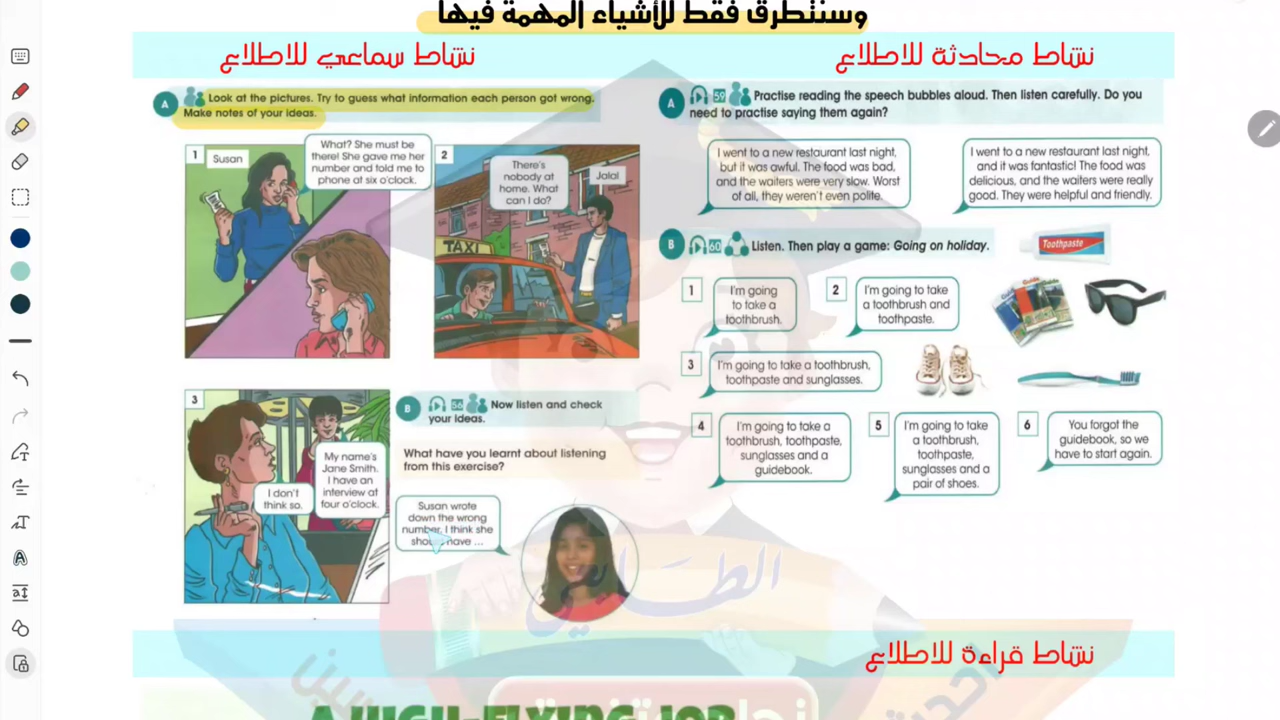 وسنتطرق فقط للأشياء المهمة فيها
نشاط سماعي للاطلاع
نشاط محادثة للاطلاع
A
Look at the pictures. Try to guess what information each person got wrong.
Make notes of your ideas.
1
Susan
What? She must be
there! She gave me her
number and told me to
phone at six o'clock.
2
There's
nobody at
home. What
can I do?
Jalal
TAXI
3
My name's
Jane Smith.
I have an
interview at
four o'clock.
I don't
think so.
B
56
Now listen and check
your ideas.
What have you learnt about listening
from this exercise?
Susan wrote
down the wrong
number. I think she
have ...
A
59
Practise reading the speech bubbles aloud. Then listen carefully. Do you
need to practise saying them again?
I went to a new restaurant last night,
but it was awful. The food was bad,
and the waiters were very slow. Worst
of all, they weren't even polite.
I went to a new restaurant last night,
and it was fantastic! The food was
delicious, and the waiters were really
good. They were helpful and friendly.
B
60
Listen. Then play a game: Going on holiday.
Toothpaste
1
I'm going
to take a
toothbrush.
2
I'm going to take
a toothbrush and
toothpaste.
3
I'm going to take a toothbrush,
toothpaste and sunglasses.
4
I'm going to take a
toothbrush, toothpaste,
sunglasses and a
guidebook.
5
I'm going to take
a toothbrush,
toothpaste,
sunglasses and a
pair of shoes.
6
You forgot the
guidebook, so we
have to start again.
نشاط قراءة للاطلاع
A HIGH-FLYING JOB